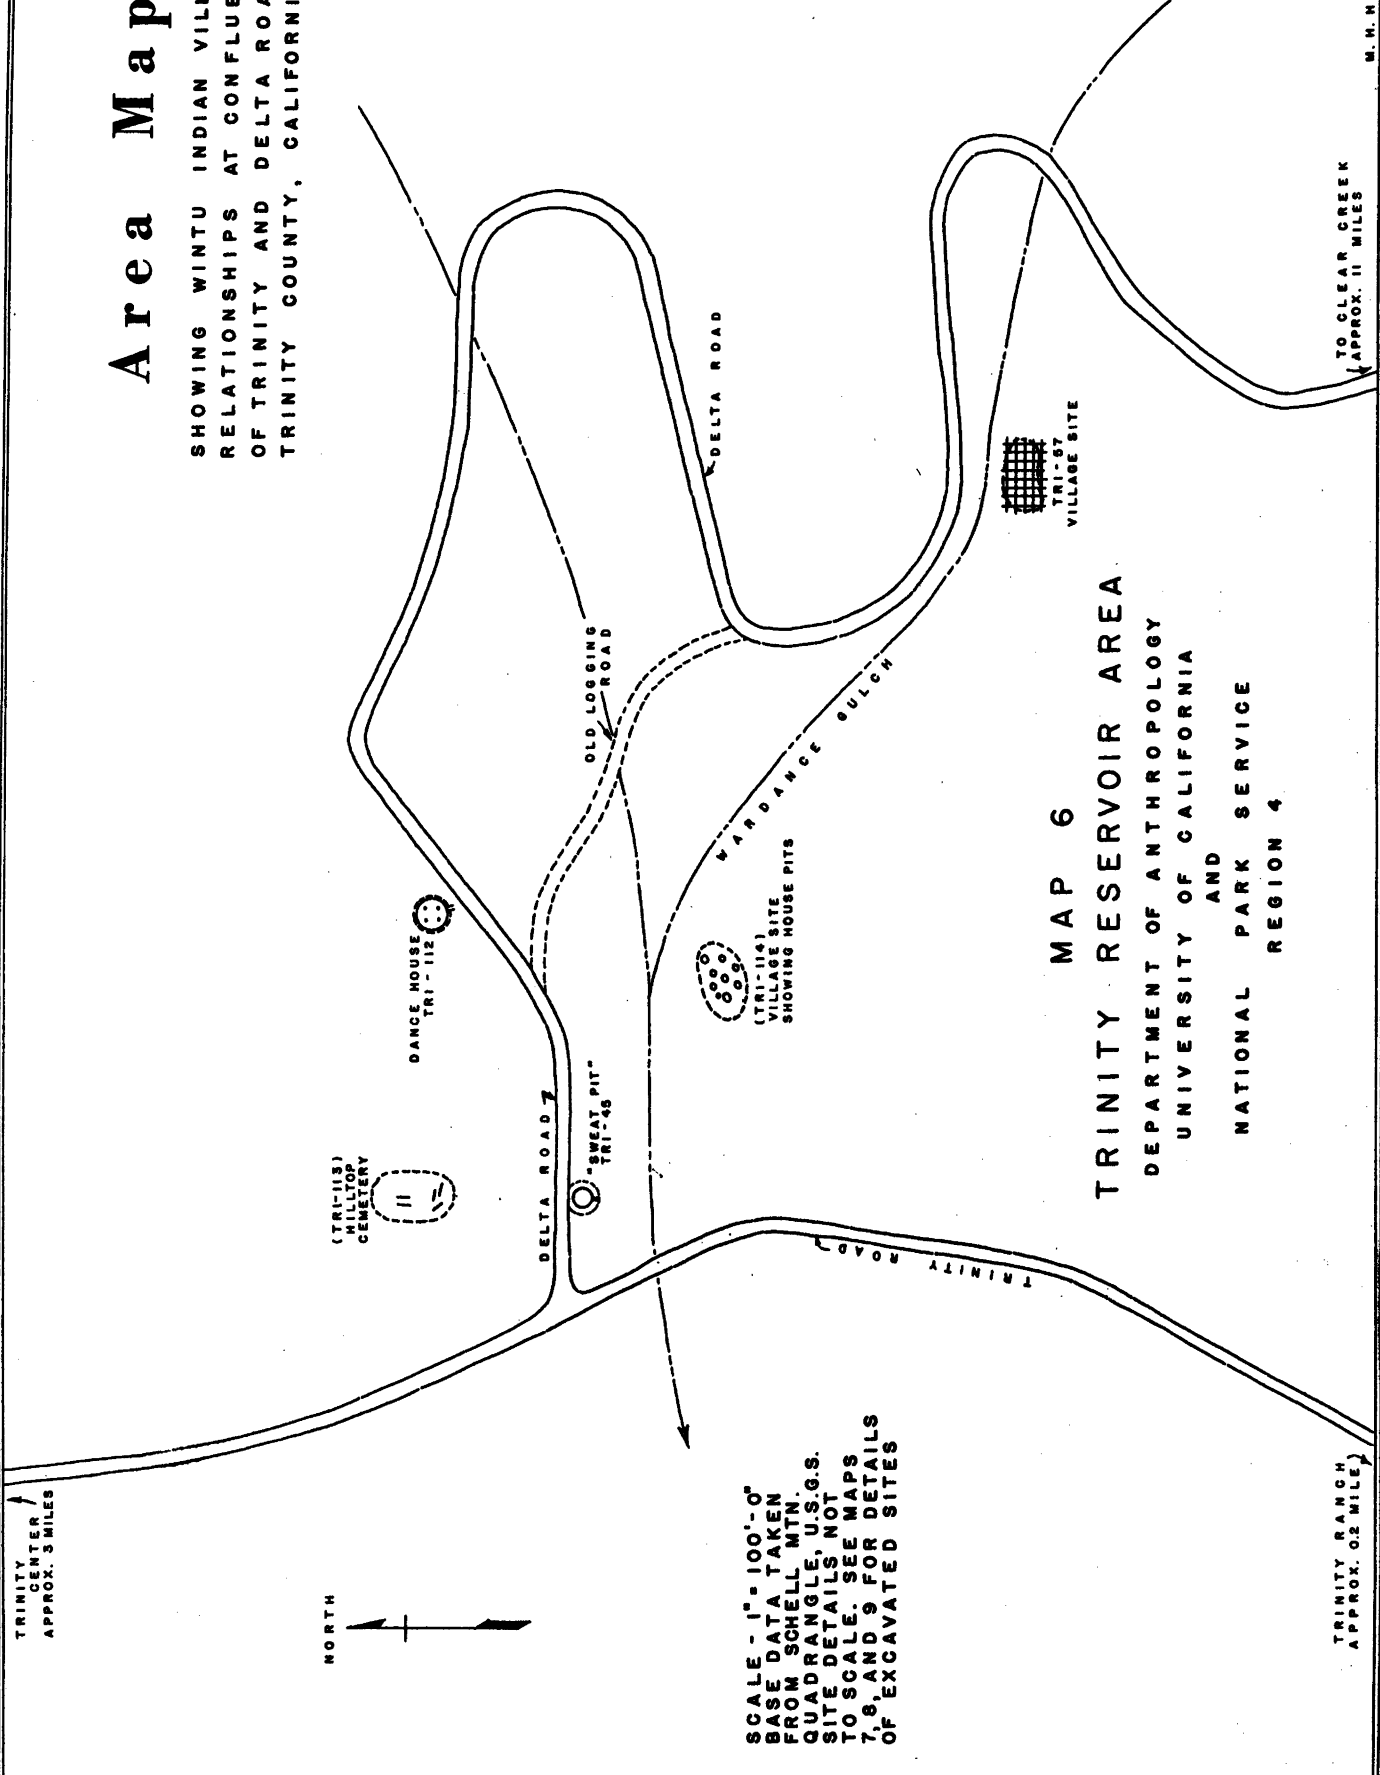 Area Map
SHOWING WINTU INDIAN
RELATIONSHIPS AT
OF TRINITY AND DELTA
TRINITY COUNTY,
TRINITY
CENTER
APPROX. 3 MILES
NORTH
(TRI-113)
HILLTOP
CEMETERY
DANCE HOUSE
TRI-112
DELTA ROAD
"SWEAT PIT"
TRI-45
OLD LOGGING
ROAD
DELTA ROAD
WARDANCE GULCH
(TRI-114)
VILLAGE SITE
SHOWING HOUSE PITS
TRI-57
VILLAGE SITE
TRINITY ROAD
SCALE - 1" = 100'-0"
BASE DATA TAKEN
FROM SCHELL MTN.
QUADRANGLE, U.S.G.S.
SITE DETAILS NOT
TO SCALE. SEE MAPS
7, 8, AND 9 FOR DETAILS
OF EXCAVATED SITES
MAP 6
TRINITY RESERVOIR AREA
DEPARTMENT OF ANTHROPOLOGY
UNIVERSITY OF CALIFORNIA
AND
NATIONAL PARK SERVICE
REGION 4
TRINITY RANCH
APPROX. 0.2 MILE)
TO CLEAR CREEK
(APPROX. 11 MILES
M. H. H